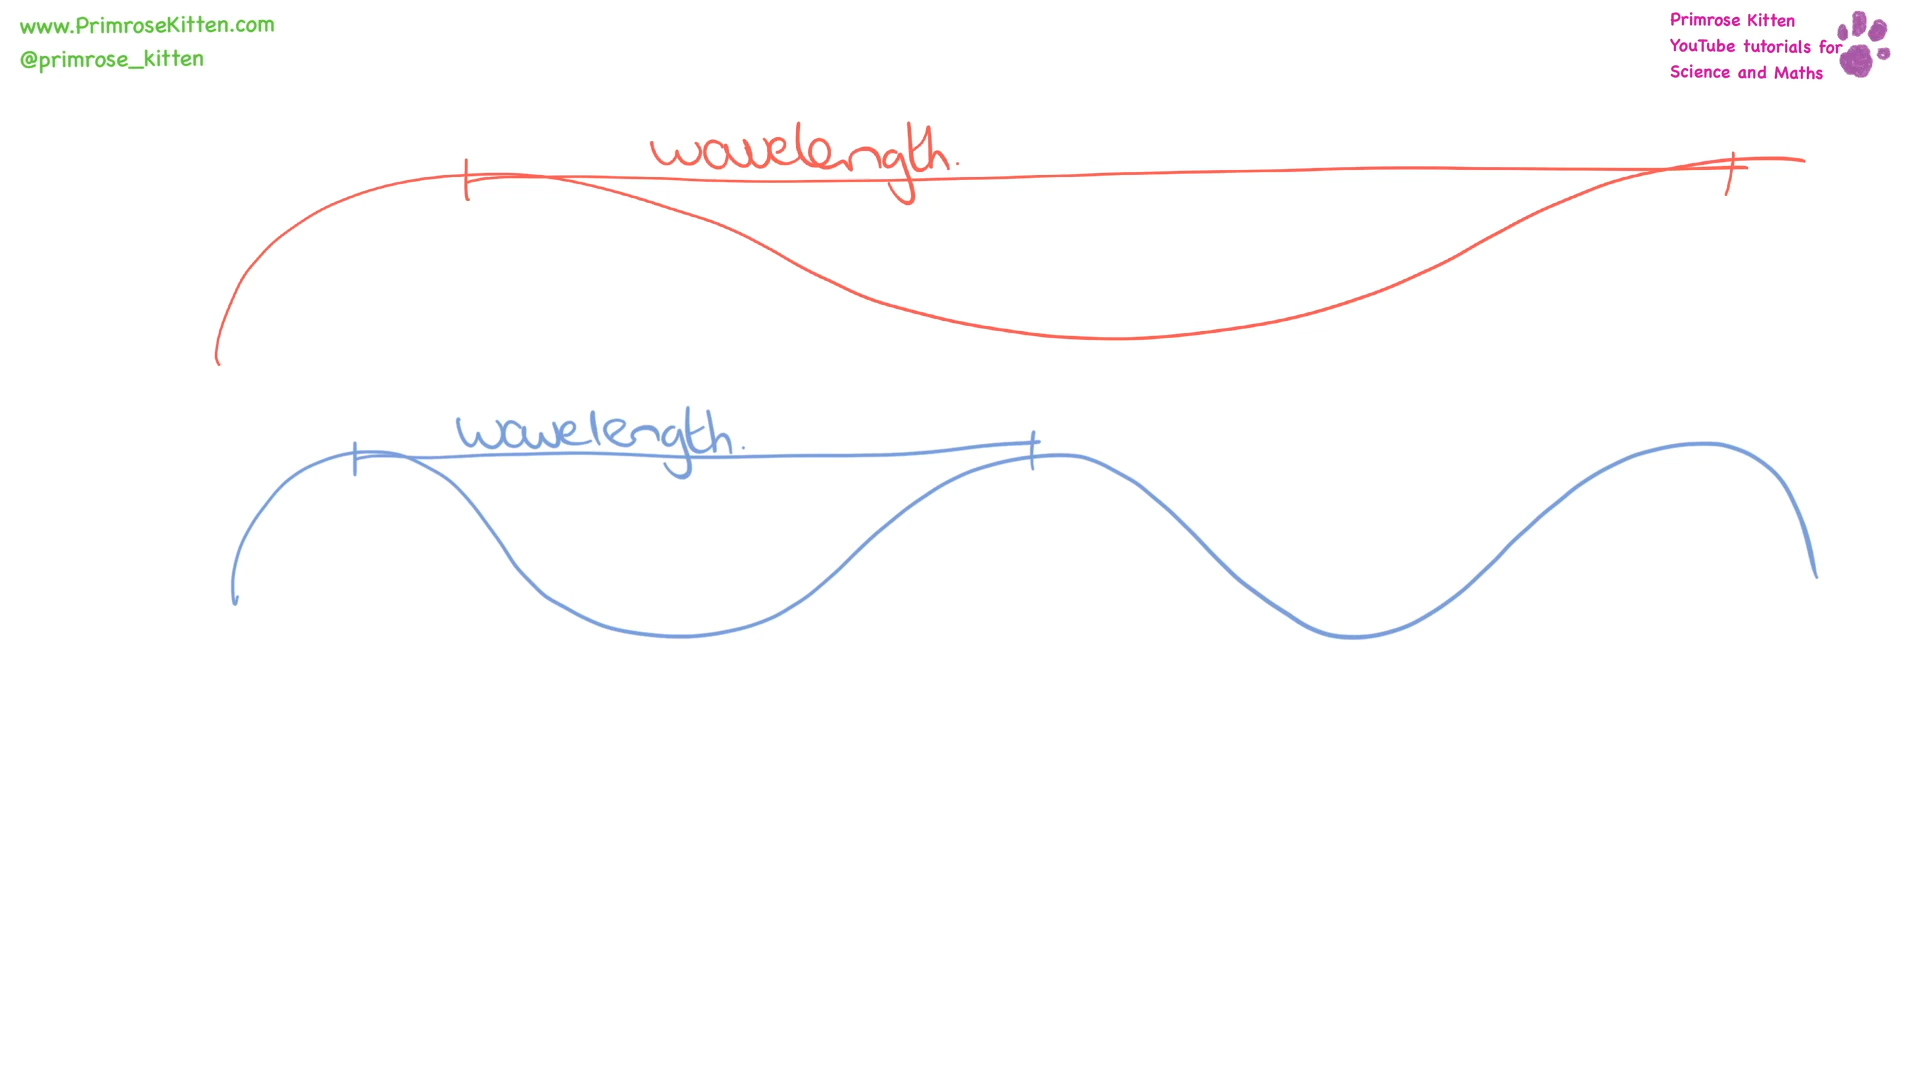 www.PrimroseKitten.com
@primrose_kitten
Primrose Kitten
YouTube tutorials for
Science and Maths
wavelength.
wavelength.